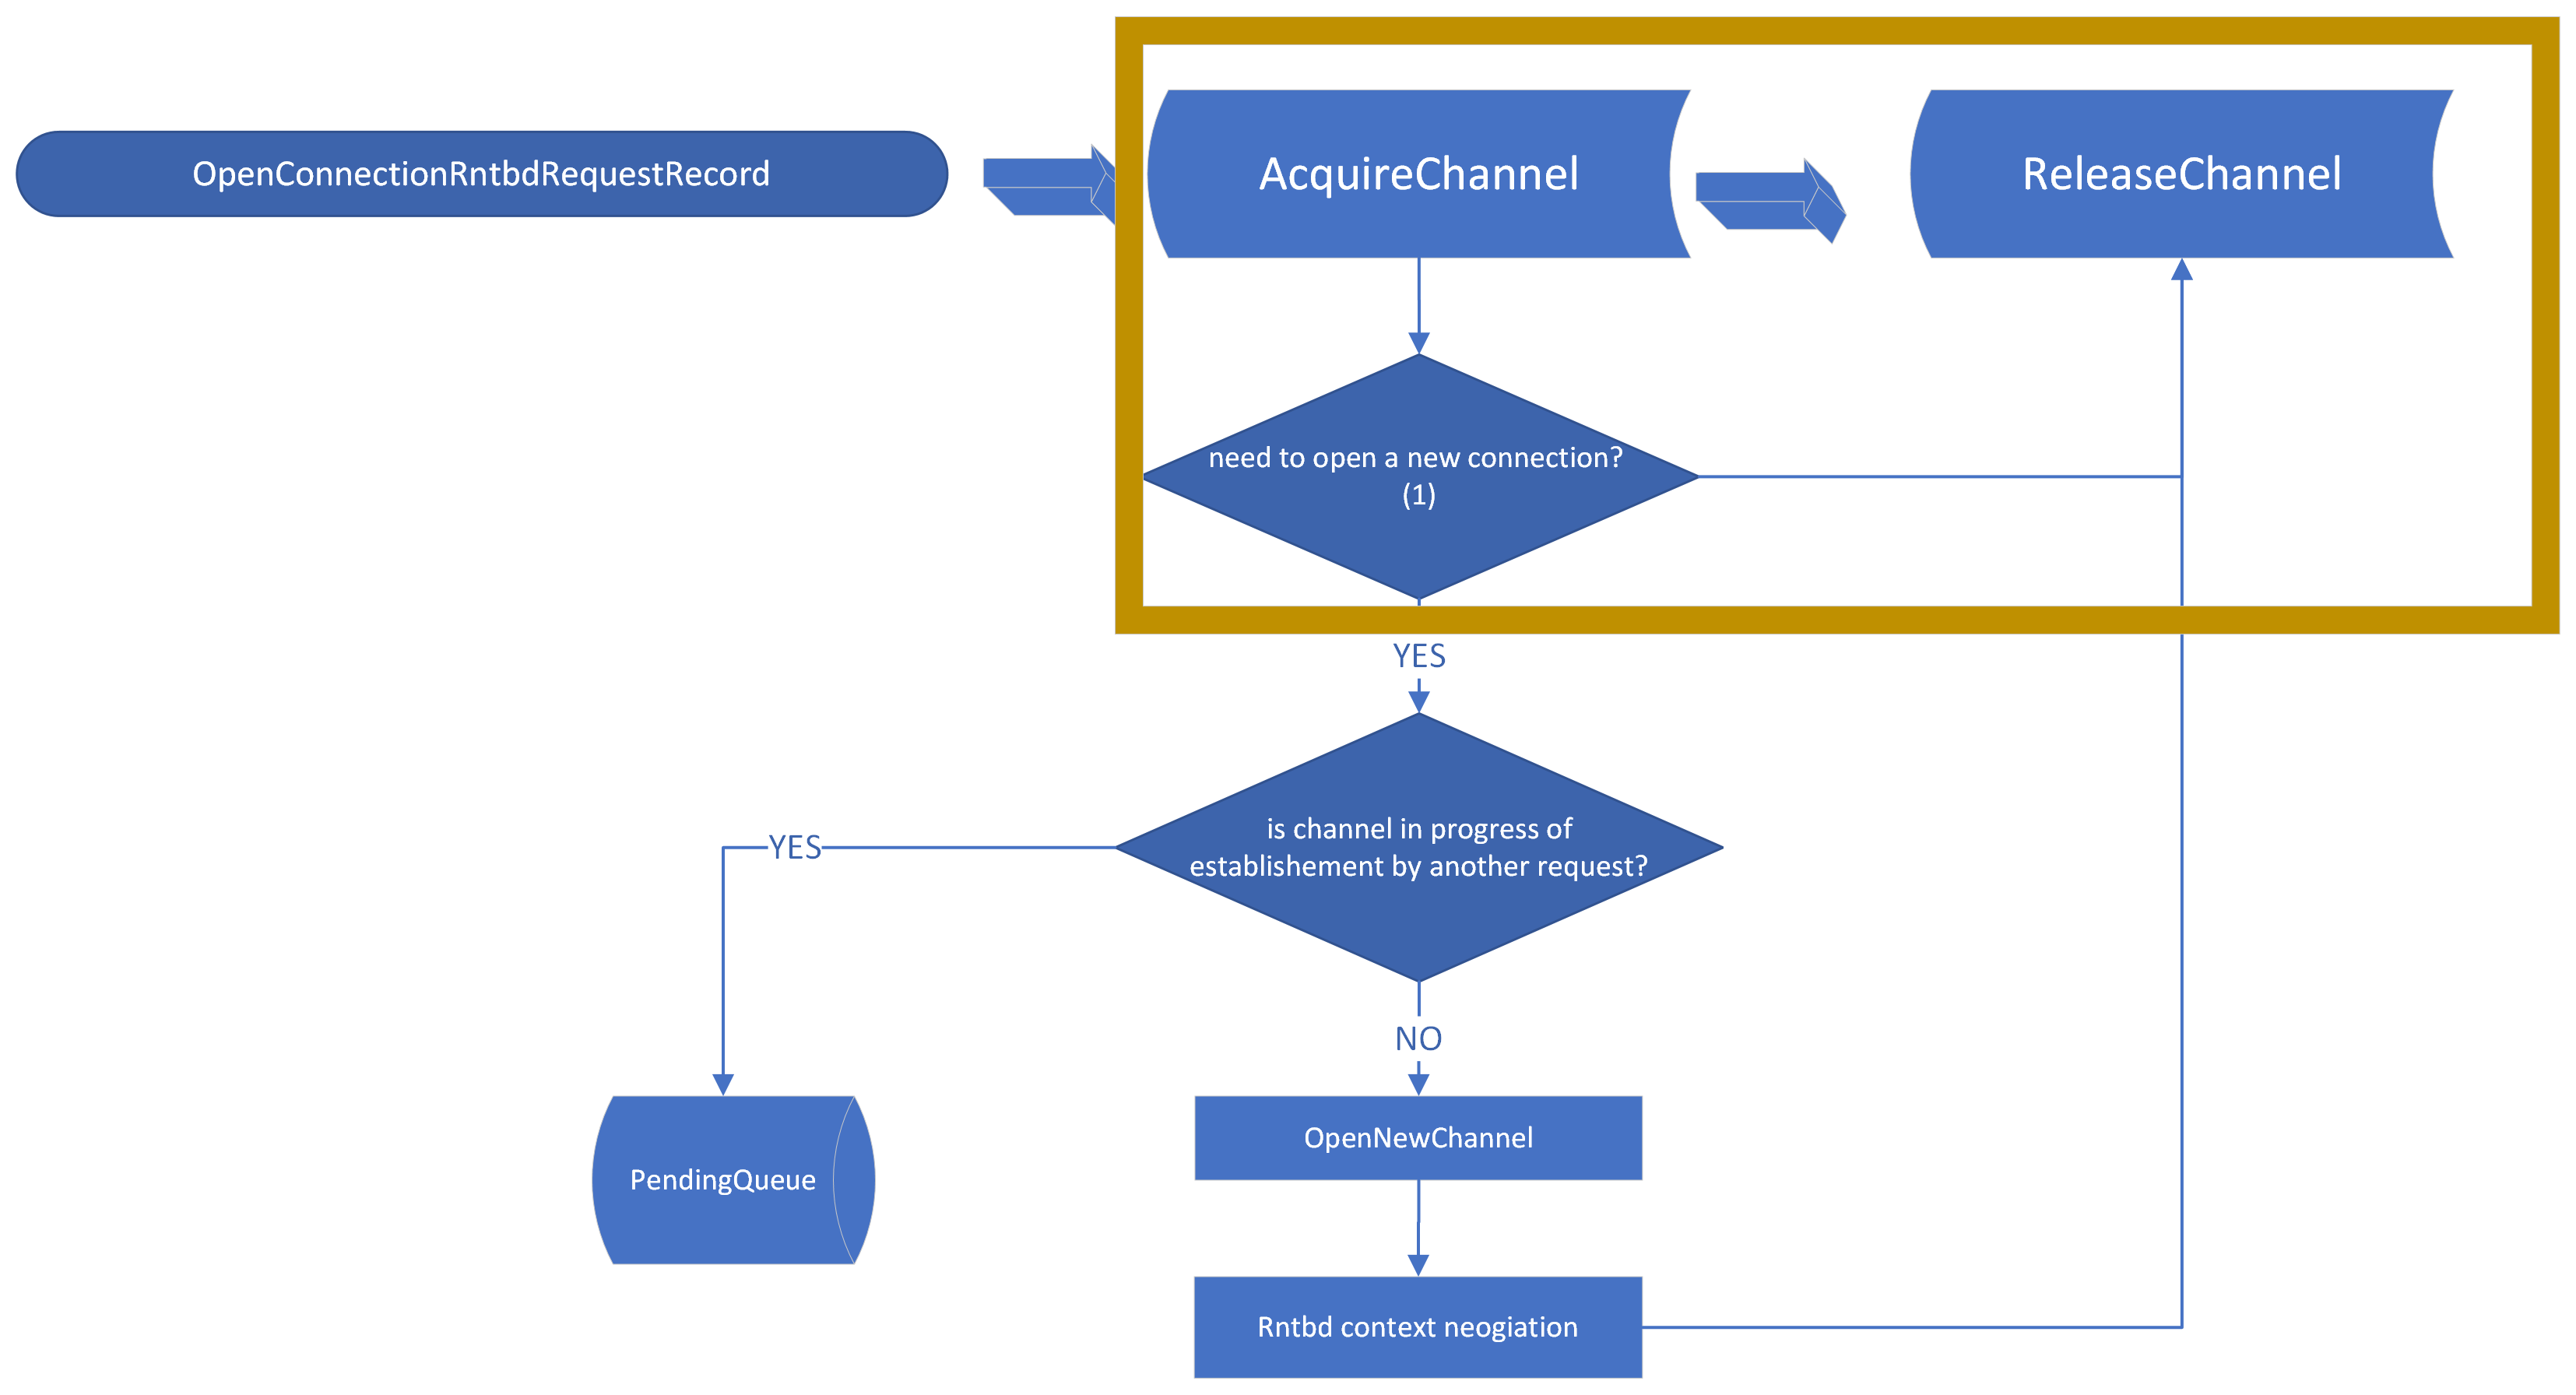 OpenConnectionRntbdRequestRecord
AcquireChannel
ReleaseChannel
need to open a new connection?
(1)
YES
is channel in progress of
establishement by another request?
YES
NO
OpenNewChannel
PendingQueue
Rntbd context neogiation